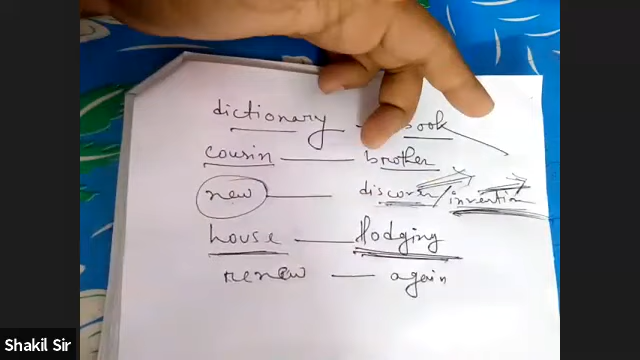 dictionary — book
cousin — brother
new — discover / invention
house — lodging
renew — again
Shakil Sir